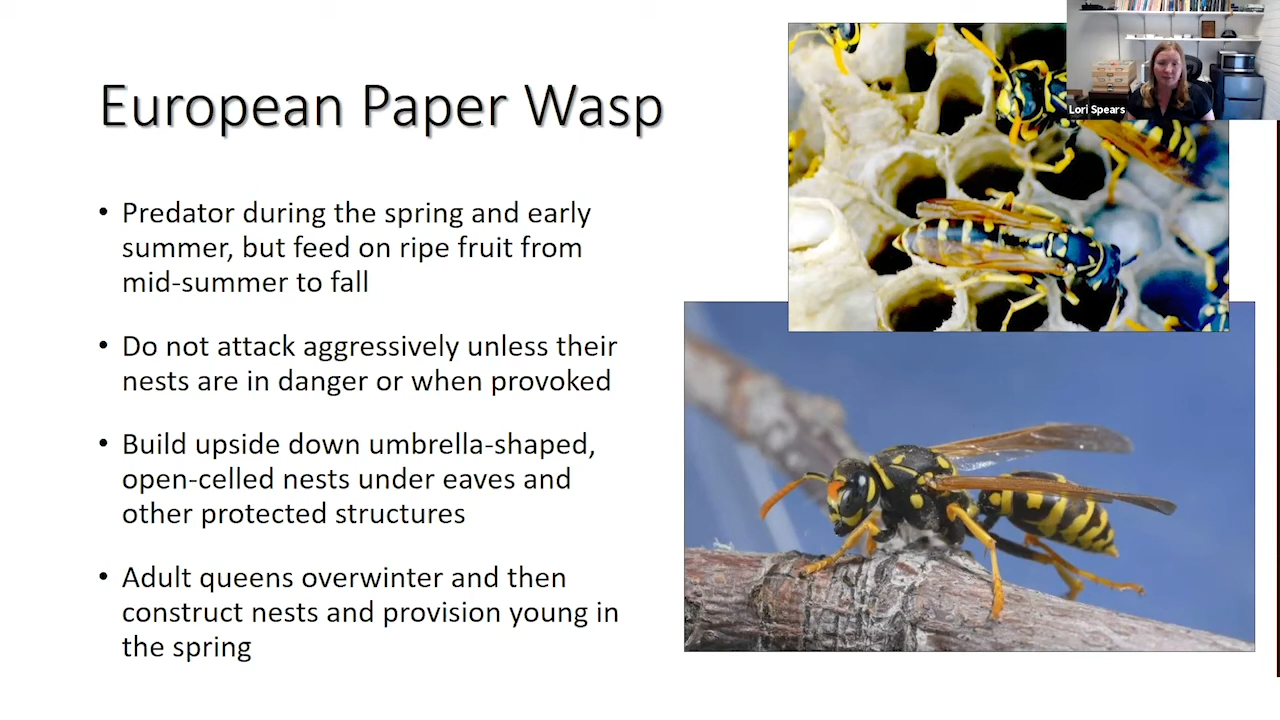 European Paper Wasp
Lori Spears
• Predator during the spring and early
summer, but feed on ripe fruit from
mid-summer to fall
• Do not attack aggressively unless their
nests are in danger or when provoked
• Build upside down umbrella-shaped,
open-celled nests under eaves and
other protected structures
• Adult queens overwinter and then
construct nests and provision young in
the spring